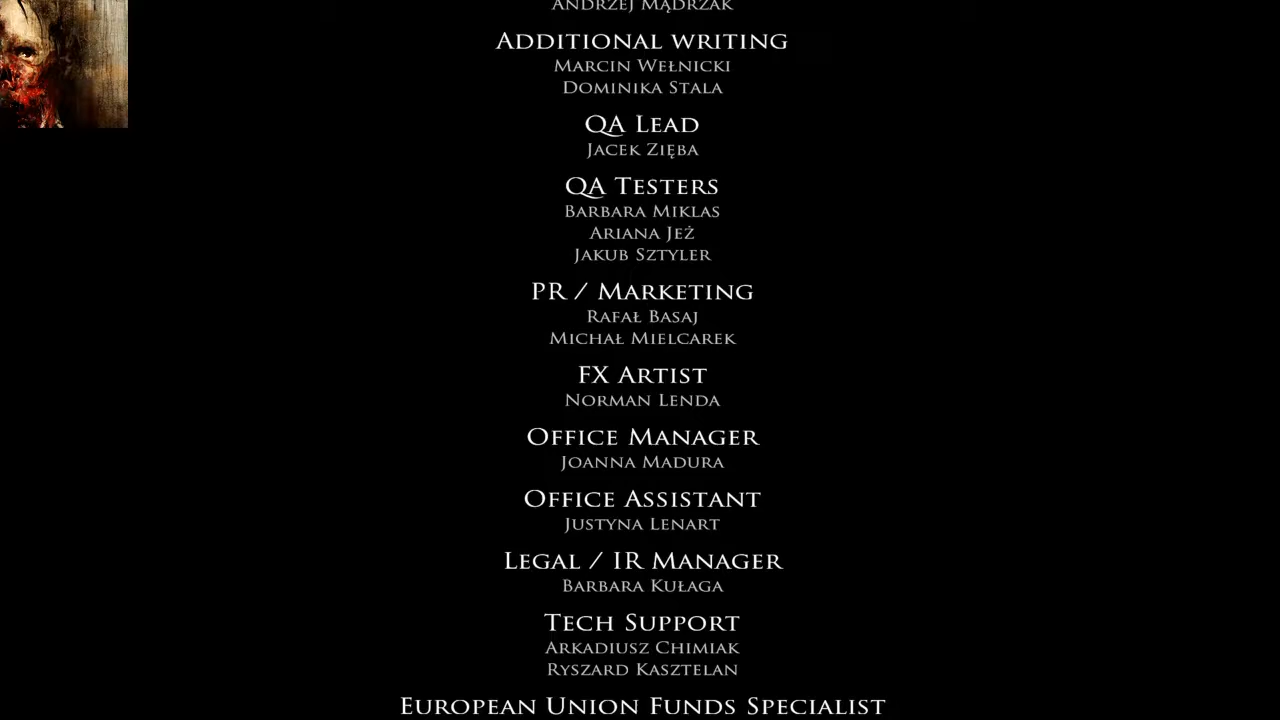 Andrzej Mądrzak
Additional writing
Marcin Wełnicki
Dominika Stala
QA Lead
Jacek Zięba
QA Testers
Barbara Miklas
Ariana Jeż
Jakub Sztyler
PR / Marketing
Rafał Basaj
Michał Mielcarek
FX Artist
Norman Lenda
Office Manager
Joanna Madura
Office Assistant
Justyna Lenart
Legal / IR Manager
Barbara Kułaga
Tech Support
Arkadiusz Chimiak
Ryszard Kasztelan
European Union Funds Specialist